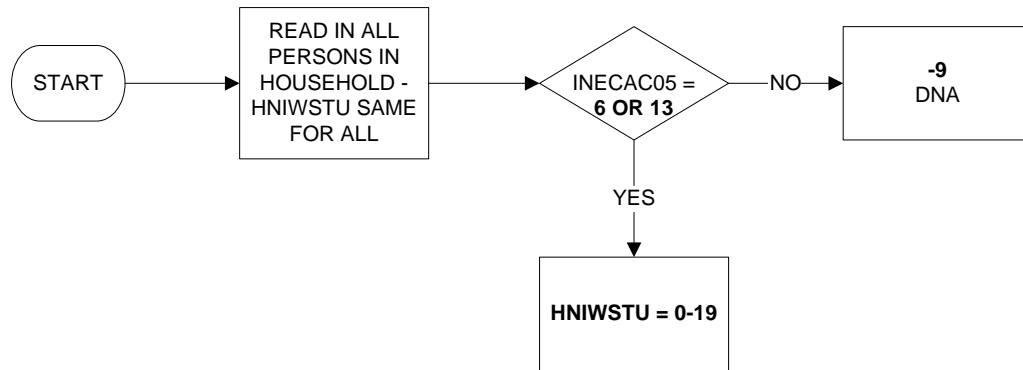 START
READ IN ALL
PERSONS IN
HOUSEHOLD -
HNIWSTU SAME
FOR ALL
INECAC05 =
6 OR 13
NO
-9
DNA
YES
HNIWSTU = 0-19